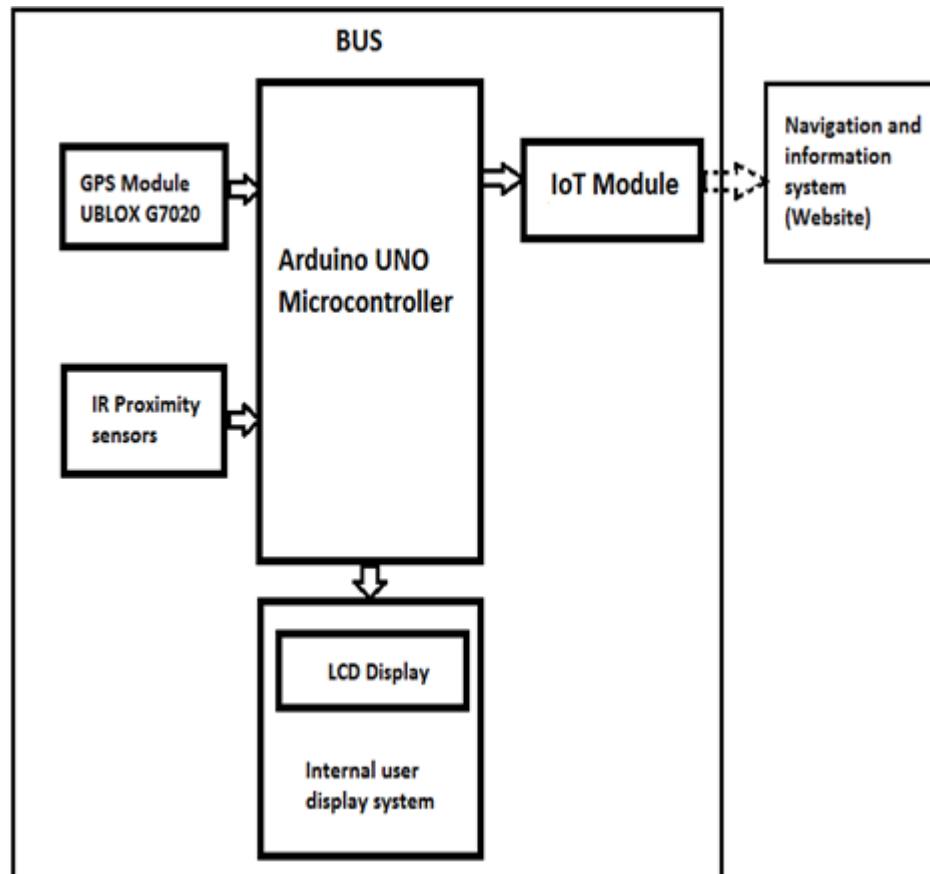 BUS
GPS Module
UBLOX G7020
Arduino UNO
Microcontroller
IoT Module
Navigation and
information
system
(Website)
IR Proximity
sensors
LCD Display
Internal user
display system